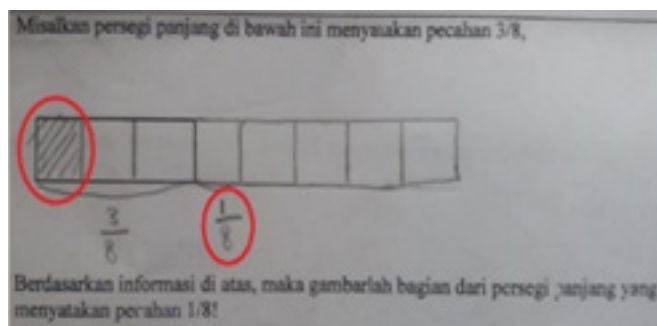 Misalkan persegi panjang di bawah ini menyatakan pecahan 3/8,
3/8
1/8
Berdasarkan informasi di atas, maka gambarlah bagian dari persegi panjang yang
menyatakan pecahan 1/8!